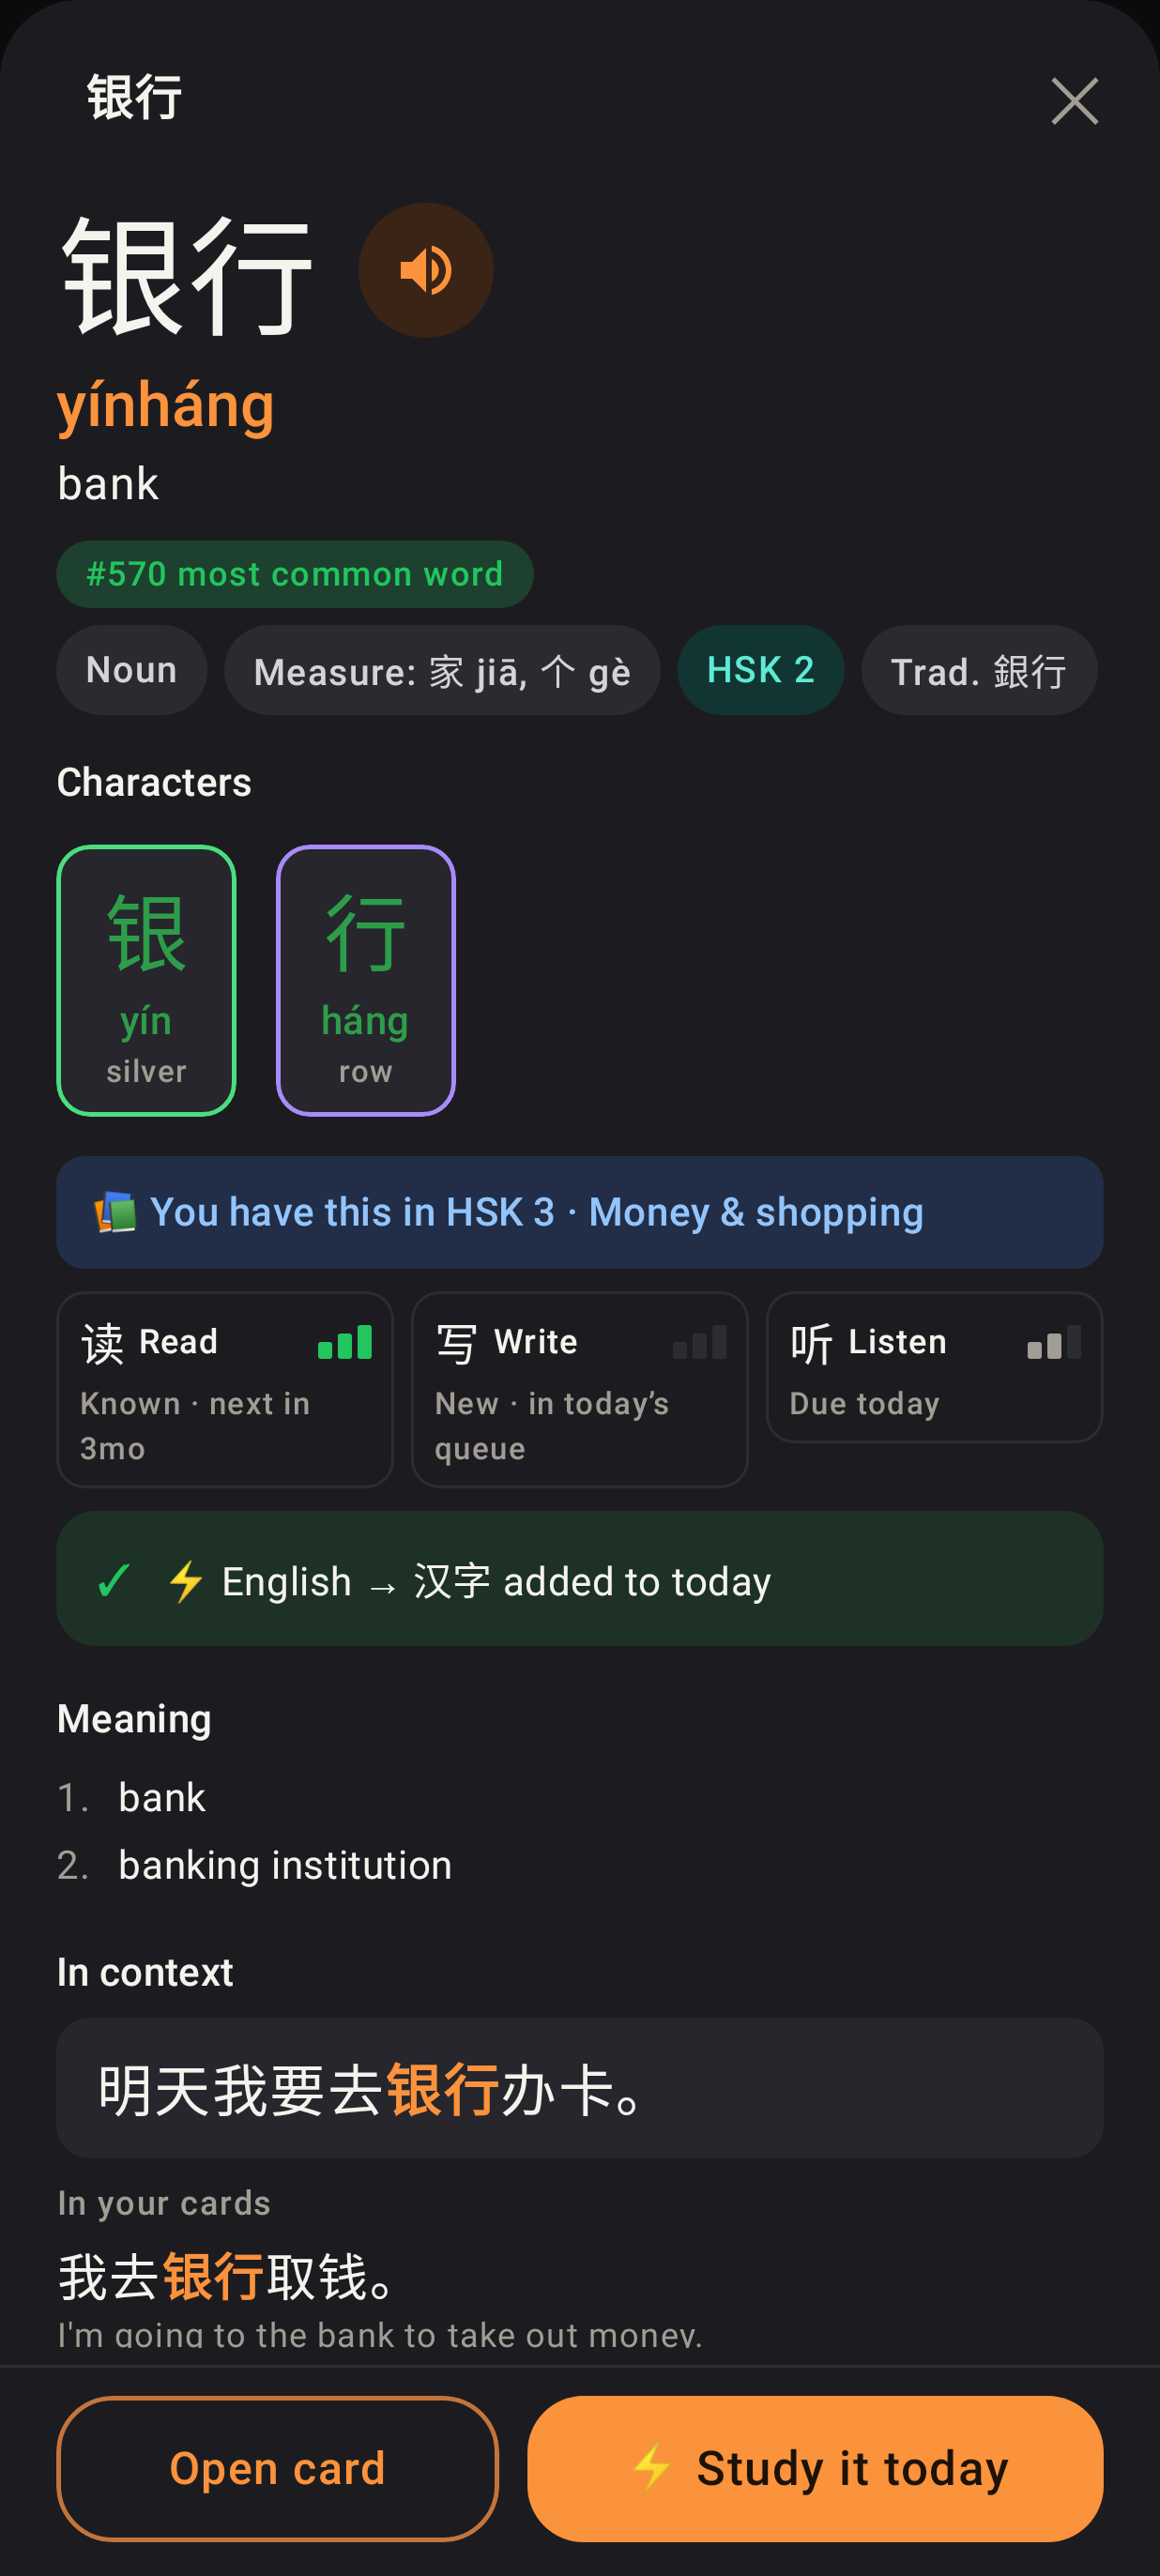 银行
银行
yínháng
bank
#570 most common word
Noun
Measure: 家 jiā, 个 gè
HSK 2
Trad. 銀行
Characters
银
yín
silver
行
háng
row
You have this in HSK 3 · Money & shopping
读 Read
Known · next in
3mo
写 Write
New · in today’s
queue
听 Listen
Due today
✓ ⚡ English → 汉字 added to today
Meaning
1. bank
2. banking institution
In context
明天我要去银行办卡。
In your cards
我去银行取钱。
I'm going to the bank to take out money.
Open card
⚡ Study it today